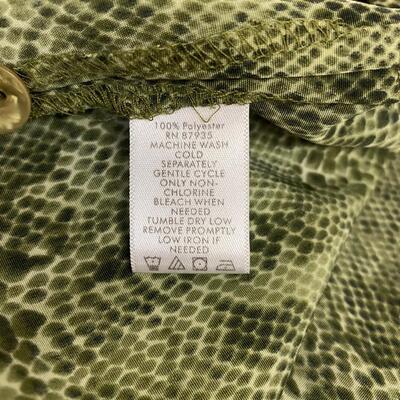 100% Polyester
RN 87935
MACHINE WASH
COLD
SEPARATELY
GENTLE CYCLE
ONLY NON-
CHLORINE
BLEACH WHEN
NEEDED
TUMBLE DRY LOW
REMOVE PROMPTLY
LOW IRON IF
NEEDED